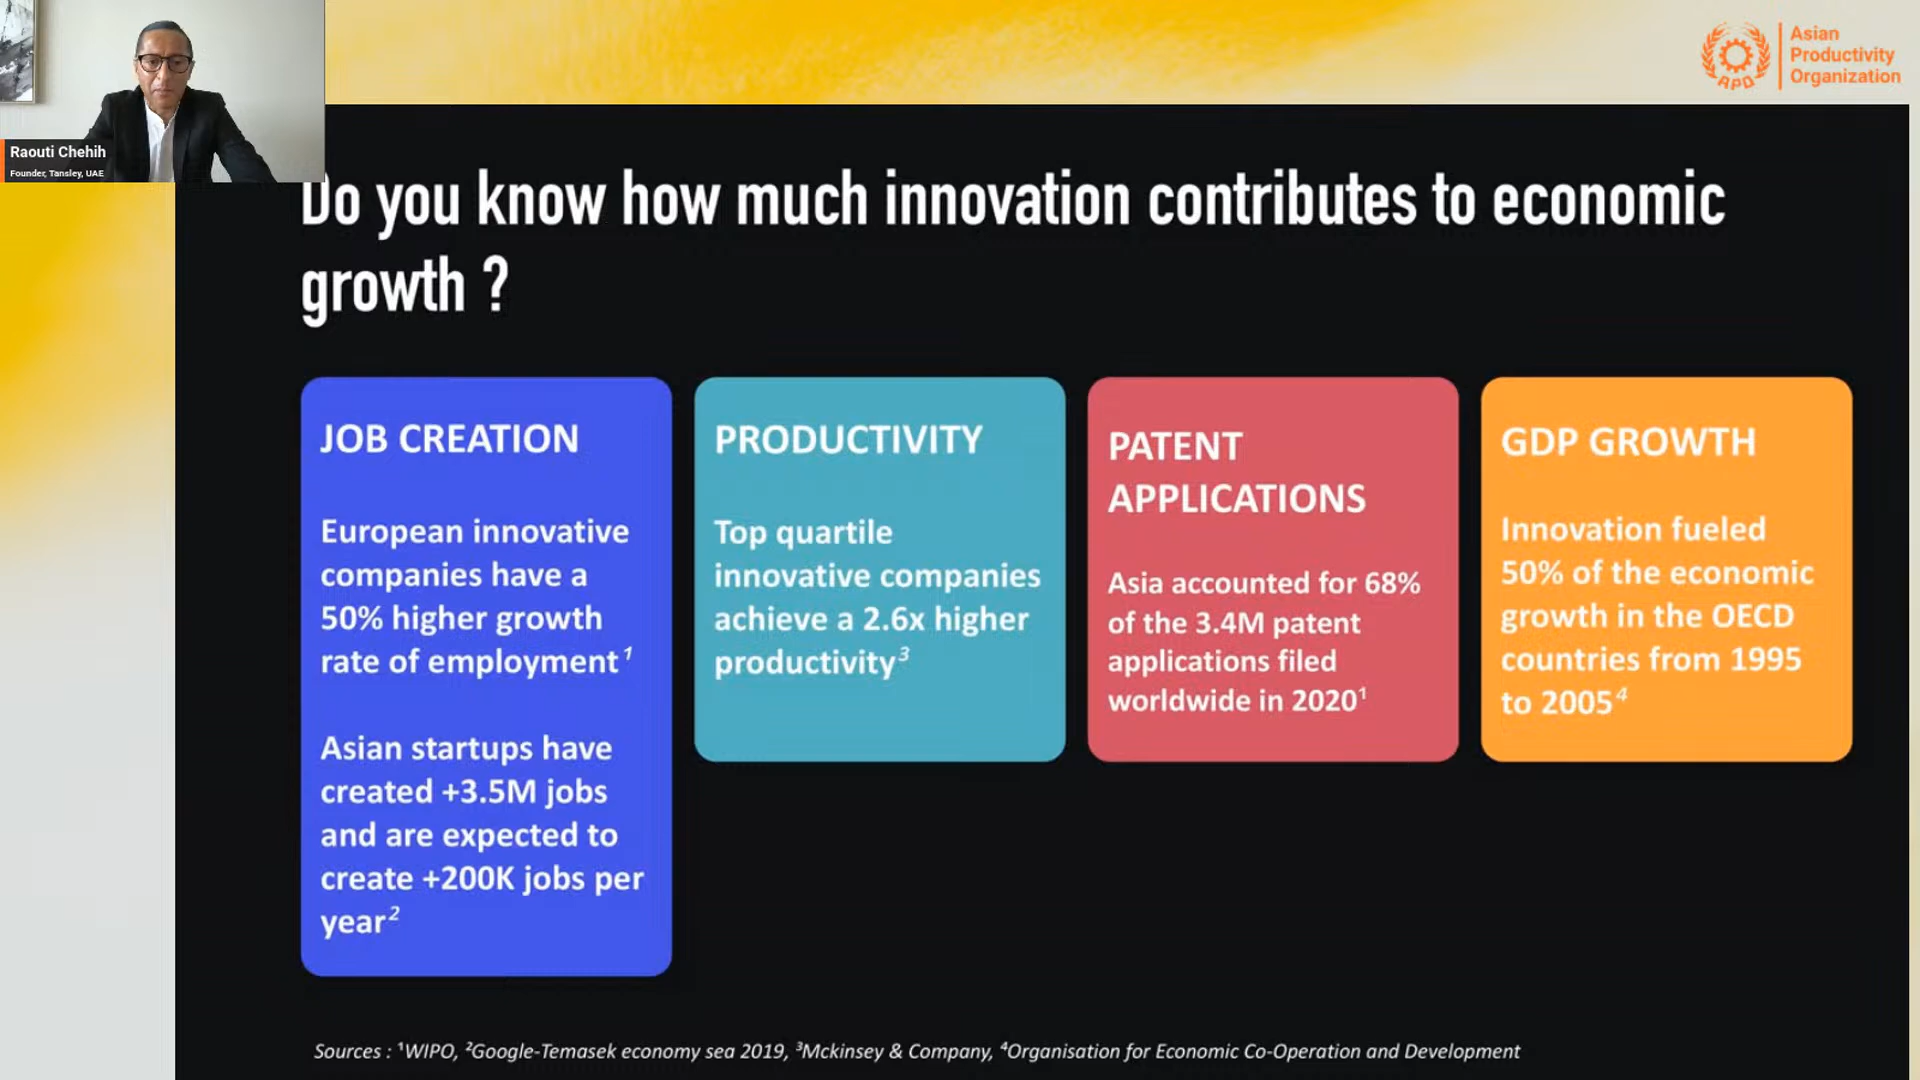 Raouti Chehih
Founder, Tansley, UAE
APO
Asian
Productivity
Organization
Do you know how much innovation contributes to economic
growth ?
JOB CREATION
European innovative
companies have a
50% higher growth
rate of employment¹
Asian startups have
created +3.5M jobs
and are expected to
create +200K jobs per
year²
PRODUCTIVITY
Top quartile
innovative companies
achieve a 2.6x higher
productivity³
PATENT
APPLICATIONS
Asia accounted for 68%
of the 3.4M patent
applications filed
worldwide in 2020¹
GDP GROWTH
Innovation fueled
50% of the economic
growth in the OECD
countries from 1995
to 2005⁴
Sources : ¹WIPO, ²Google-Temasek economy sea 2019, ³Mckinsey & Company, ⁴Organisation for Economic Co-Operation and Development